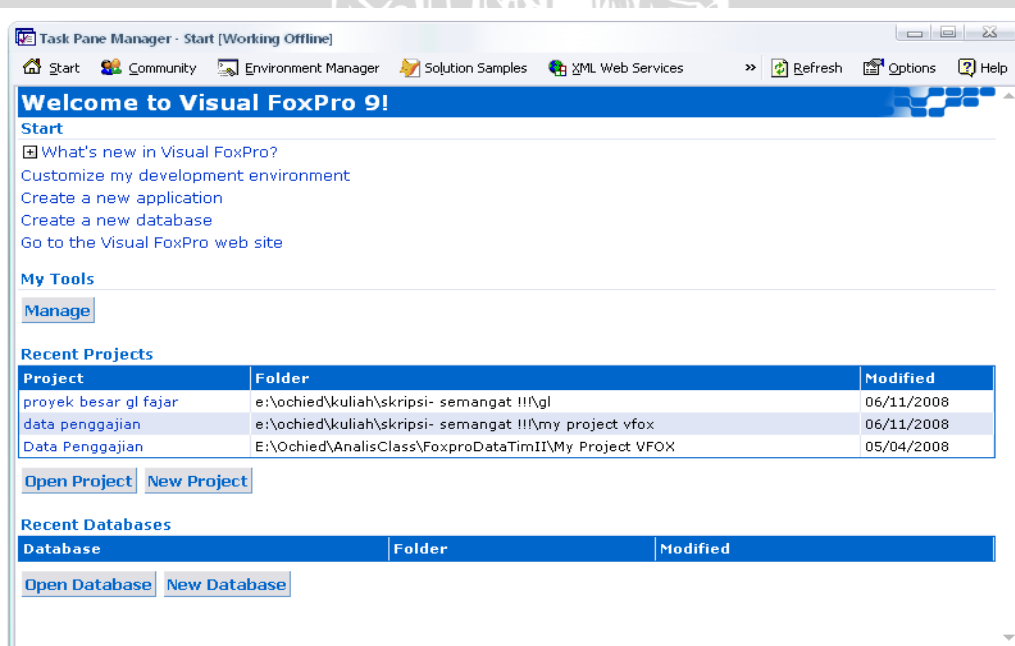 Task Pane Manager - Start [Working Offline]
Start Community Environment Manager Solution Samples XML Web Services » Refresh Options Help
Welcome to Visual FoxPro 9!
Start
What's new in Visual FoxPro?
Customize my development environment
Create a new application
Create a new database
Go to the Visual FoxPro web site
My Tools
Manage
Recent Projects
Project Folder Modified
proyek besar gl fajar e:\ochied\kuliah\skripsi- semangat !!!\gl 06/11/2008
data penggajian e:\ochied\kuliah\skripsi- semangat !!!\my project vfox 06/11/2008
Data Penggajian E:\Ochied\AnalisClass\FoxproDataTimII\My Project VFOX 05/04/2008
Open Project New Project
Recent Databases
Database Folder Modified
Open Database New Database